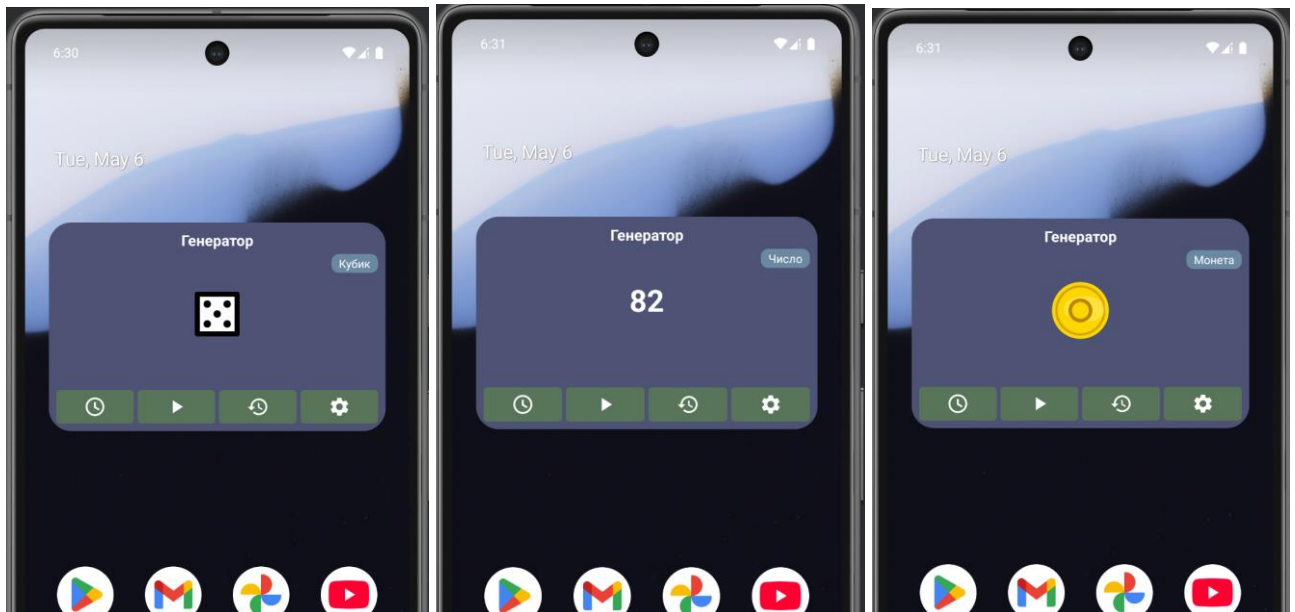 6:30
Tue, May 6
Генератор
Кубик
6:31
Tue, May 6
Генератор
Число
82
6:31
Tue, May 6
Генератор
Монета